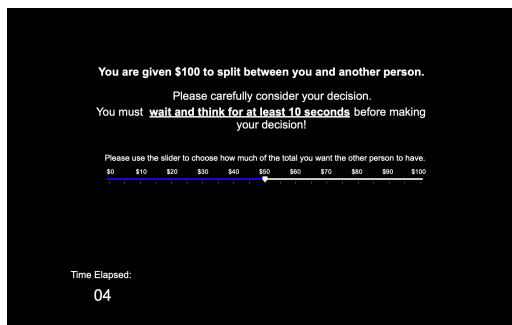 You are given $100 to split between you and another person.
Please carefully consider your decision.
You must wait and think for at least 10 seconds before making
your decision!
Please use the slider to choose how much of the total you want the other person to have.
$0 $10 $20 $30 $40 $50 $60 $70 $80 $90 $100
Time Elapsed:
04